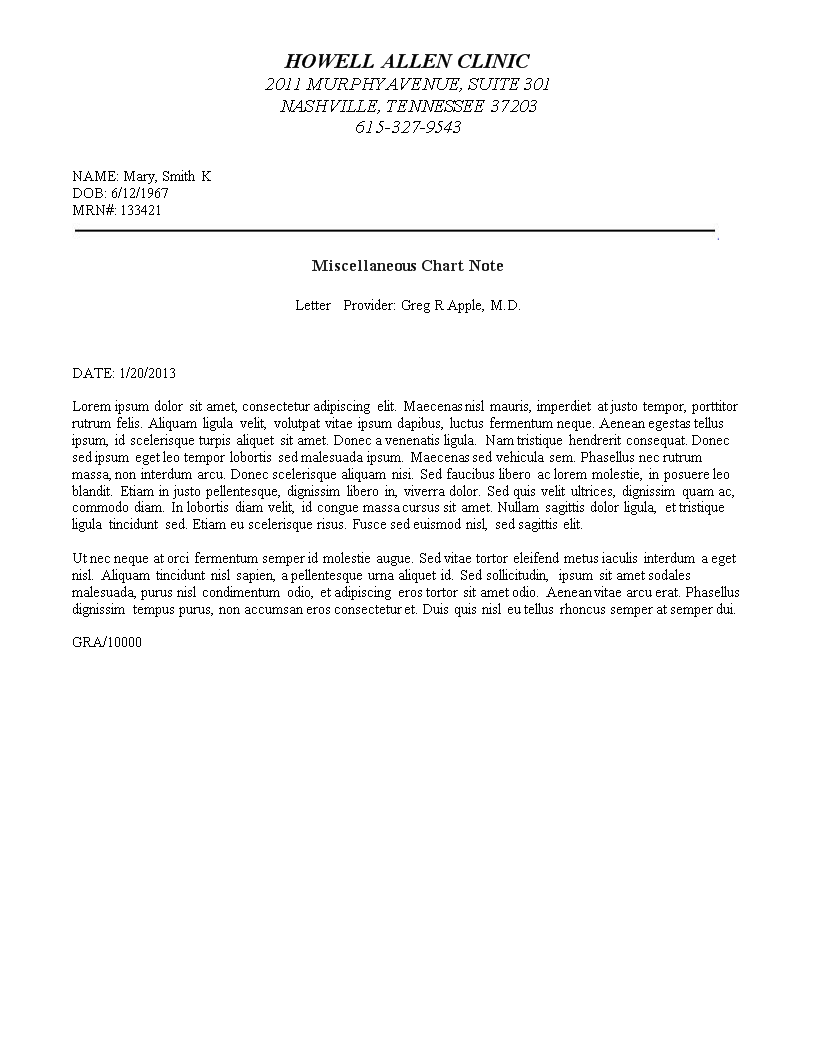 HOWELL ALLEN CLINIC
2011 MURPHY AVENUE, SUITE 301
NASHVILLE, TENNESSEE 37203
615-327-9543
NAME: Mary, Smith K
DOB: 6/12/1967
MRN#: 133421
Miscellaneous Chart Note
Letter Provider: Greg R Apple, M.D.
DATE: 1/20/2013
Lorem ipsum dolor sit amet, consectetur adipiscing elit. Maecenas nisl mauris, imperdiet at justo tempor, porttitor
rutrum felis. Aliquam ligula velit, volutpat vitae ipsum dapibus, luctus fermentum neque. Aenean egestas tellus
ipsum, id scelerisque turpis aliquet sit amet. Donec a venenatis ligula. Nam tristique hendrerit consequat. Donec
sed ipsum eget leo tempor lobortis sed malesuada ipsum. Maecenas sed vehicula sem. Phasellus nec rutrum
massa, non interdum arcu. Donec scelerisque aliquam nisi. Sed faucibus libero ac lorem molestie, in posuere leo
blandit. Etiam in justo pellentesque, dignissim libero in, viverra dolor. Sed quis velit ultrices, dignissim quam ac,
commodo diam. In lobortis diam velit, id congue massa cursus sit amet. Nullam sagittis dolor ligula, et tristique
ligula tincidunt sed. Etiam eu scelerisque risus. Fusce sed euismod nisl, sed sagittis elit.
Ut nec neque at orci fermentum semper id molestie augue. Sed vitae tortor eleifend metus iaculis interdum a eget
nisl. Aliquam tincidunt nisl sapien, a pellentesque urna aliquet id. Sed sollicitudin, ipsum sit amet sodales
malesuada, purus nisl condimentum odio, et adipiscing eros tortor sit amet odio. Aenean vitae arcu erat. Phasellus
dignissim tempus purus, non accumsan eros consectetur et. Duis quis nisl eu tellus rhoncus semper at semper dui.
GRA/10000